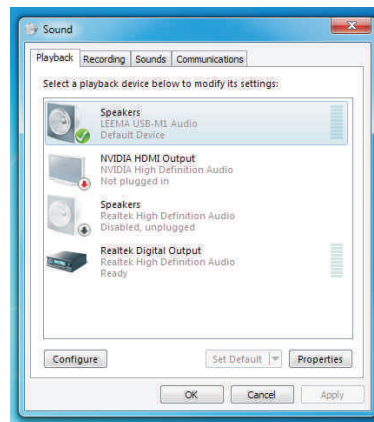 Sound
Playback Recording Sounds Communications
Select a playback device below to modify its settings:
Speakers
LEEMA USB-M1 Audio
Default Device
NVIDIA HDMI Output
NVIDIA High Definition Audio
Not plugged in
Speakers
Realtek High Definition Audio
Disabled, unplugged
Realtek Digital Output
Realtek High Definition Audio
Ready
Configure Set Default Properties
OK Cancel Apply